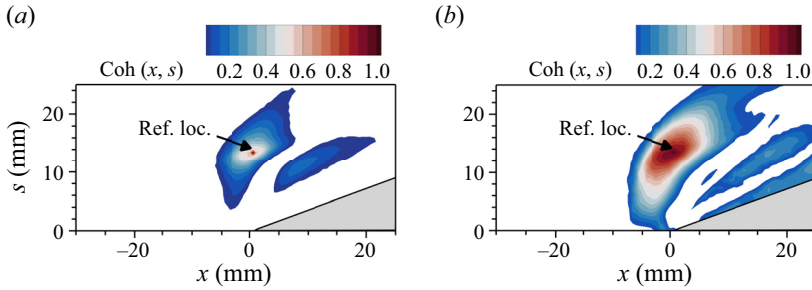 (a)
(b)
Coh (x, s) 0.2 0.4 0.6 0.8 1.0
Coh (x, s) 0.2 0.4 0.6 0.8 1.0
20
Ref. loc.
10
0
s (mm)
−20 0 20
x (mm)
20
Ref. loc.
10
0
−20 0 20
x (mm)